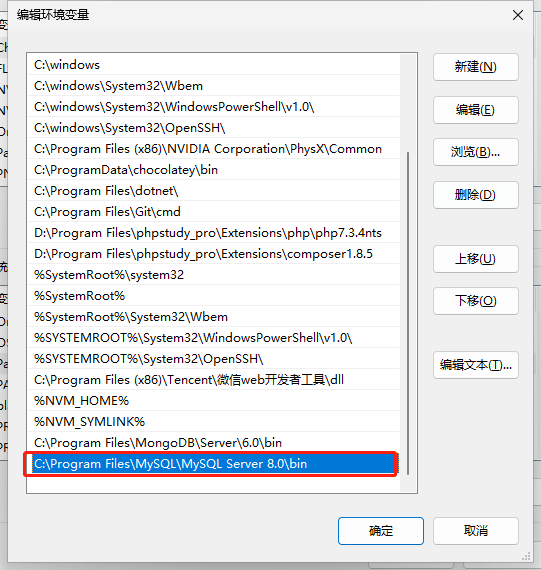 编辑环境变量
C:\windows
C:\windows\System32\Wbem
C:\windows\System32\WindowsPowerShell\v1.0\
C:\windows\System32\OpenSSH\
C:\Program Files (x86)\NVIDIA Corporation\PhysX\Common
C:\ProgramData\chocolatey\bin
C:\Program Files\dotnet\
C:\Program Files\Git\cmd
D:\Program Files\phpstudy_pro\Extensions\php\php7.3.4nts
D:\Program Files\phpstudy_pro\Extensions\composer1.8.5
%SystemRoot%\system32
%SystemRoot%
%SystemRoot%\System32\Wbem
%SYSTEMROOT%\System32\WindowsPowerShell\v1.0\
%SYSTEMROOT%\System32\OpenSSH\
C:\Program Files (x86)\Tencent\微信web开发者工具\dll
%NVM_HOME%
%NVM_SYMLINK%
C:\Program Files\MongoDB\Server\6.0\bin
C:\Program Files\MySQL\MySQL Server 8.0\bin
新建(N)
编辑(E)
浏览(B)...
删除(D)
上移(U)
下移(O)
编辑文本(T)...
确定
取消